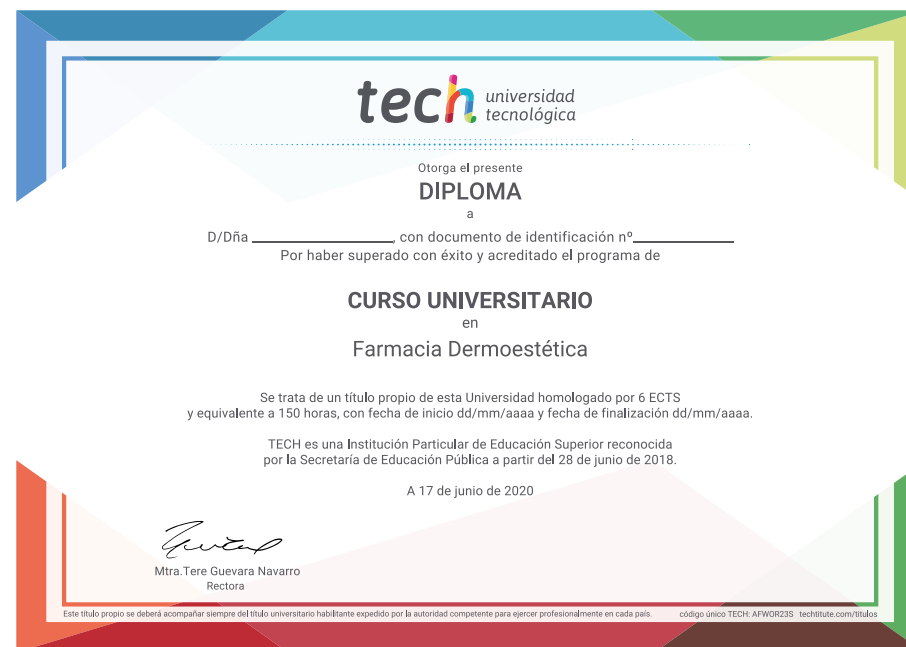 tech universidad
tecnológica
Otorga el presente
DIPLOMA
a
D/Dña ____________________, con documento de identificación nº______________
Por haber superado con éxito y acreditado el programa de
CURSO UNIVERSITARIO
en
Farmacia Dermoestética
Se trata de un título propio de esta Universidad homologado por 6 ECTS
y equivalente a 150 horas, con fecha de inicio dd/mm/aaaa y fecha de finalización dd/mm/aaaa.
TECH es una Institución Particular de Educación Superior reconocida
por la Secretaría de Educación Pública a partir del 28 de junio de 2018.
A 17 de junio de 2020
Mtra.Tere Guevara Navarro
Rectora
Este título propio se deberá acompañar siempre del título universitario habilitante expedido por la autoridad competente para ejercer profesionalmente en cada país. código único TECH: AFWOR23S techtitute.com/títulos